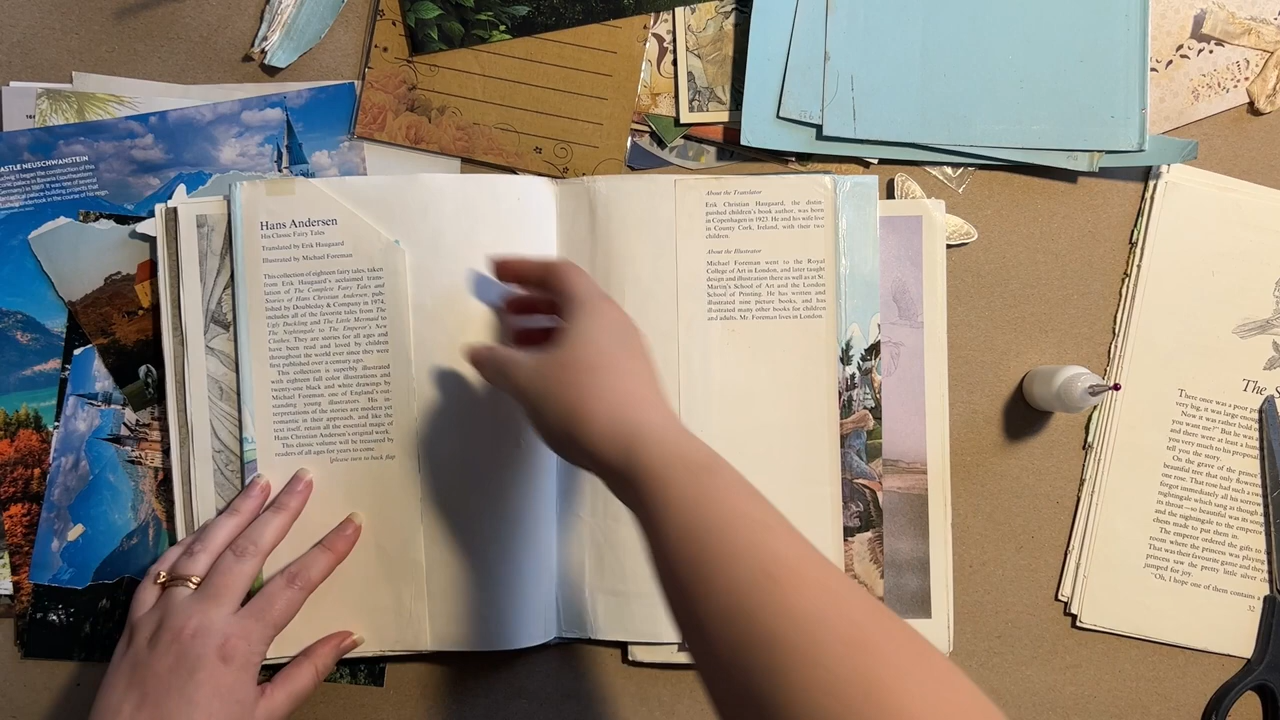 ASTLE NEUSCHWANSTEIN
Hans Andersen
His Classic Fairy Tales
Translated by Erik Haugaard
Illustrated by Michael Foreman
This collection of eighteen fairy tales, taken
from Erik Haugaard's acclaimed trans-
lation of The Complete Fairy Tales and
Stories of Hans Christian Andersen, pub-
lished by Doubleday & Company in 1974,
includes all of the favorite tales from The
Ugly Duckling and The Little Mermaid to
The Nightingale to The Emperor's New
Clothes. They are stories for all ages and
have been read and loved by children
throughout the world ever since they were
first published over a century ago.
This collection is superbly illustrated
with eighteen full color illustrations and
twenty-one black and white drawings by
Michael Foreman, one of England's out-
standing young illustrators. His in-
terpretations of the stories are modern yet
romantic in their approach, and like the
text itself, retain all the essential magic of
Hans Christian Andersen's original work.
This classic volume will be treasured by
readers of all ages for years to come.
[please turn to back flap
About the Translator
Erik Christian Haugaard, the distin-
guished children's book author, was born
in Copenhagen in 1923. He and his wife live
in County Cork, Ireland, with their two
children.
About the Illustrator
Michael Foreman went to the Royal
College of Art in London, and later taught
design and illustration there as well as at St.
Martin's School of Art and the London
School of Printing. He has written and
illustrated nine picture books, and has
illustrated many other books for children
and adults. Mr. Foreman lives in London.
The
There once was a poor
very big, it was large
Now it was rather bold
you want me?" But he was
and there were at least a
you very much to his proposal
tell you the story.
On the grave of the prince
beautiful tree that only flowered
one rose. That rose had such a
forgot immediately all his sorrow
nightingale which sang as though
its throat—so beautiful was its song
and the nightingale to the emperor
chests made to put them in.
The emperor ordered the gifts to
room where the princess was playing
That was their favourite game and they
princess saw the pretty little silver
jumped for joy.
"Oh, I hope one of them contains a
32